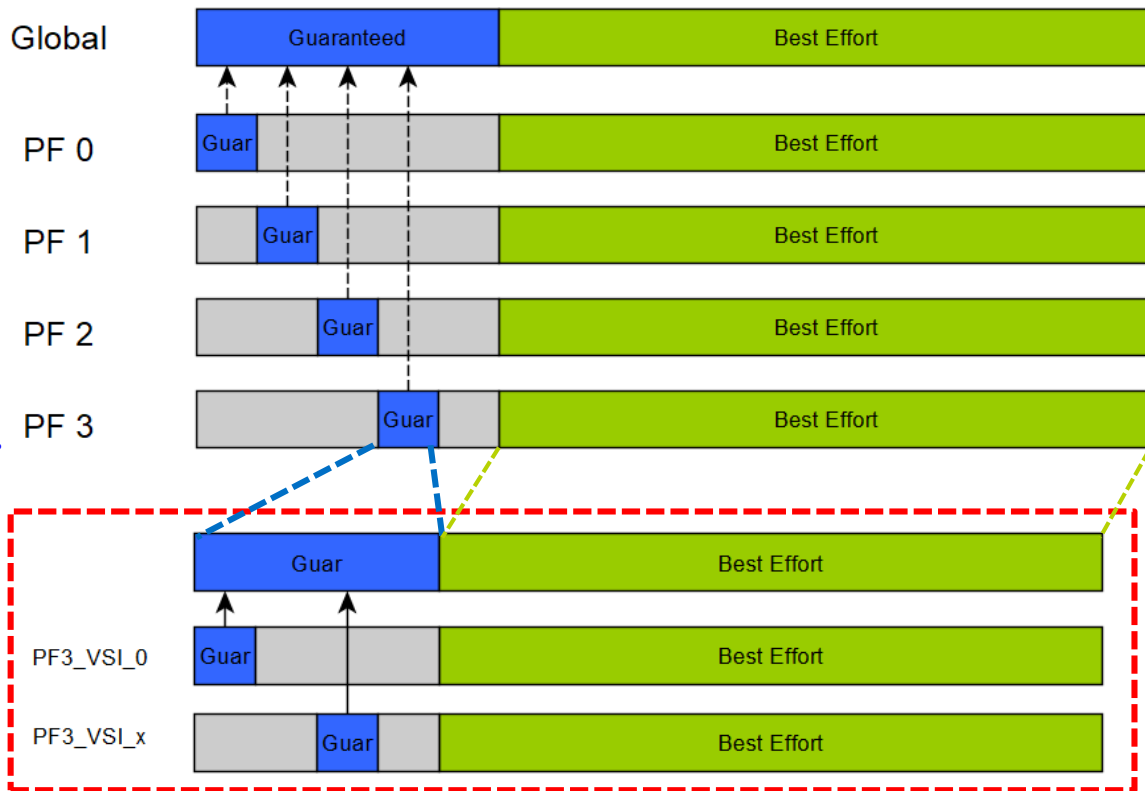 Global Guaranteed Best Effort
PF 0 Guar Best Effort
PF 1 Guar Best Effort
PF 2 Guar Best Effort
PF 3 Guar Best Effort
Guar Best Effort
PF3_VSI_0 Guar Best Effort
PF3_VSI_x Guar Best Effort